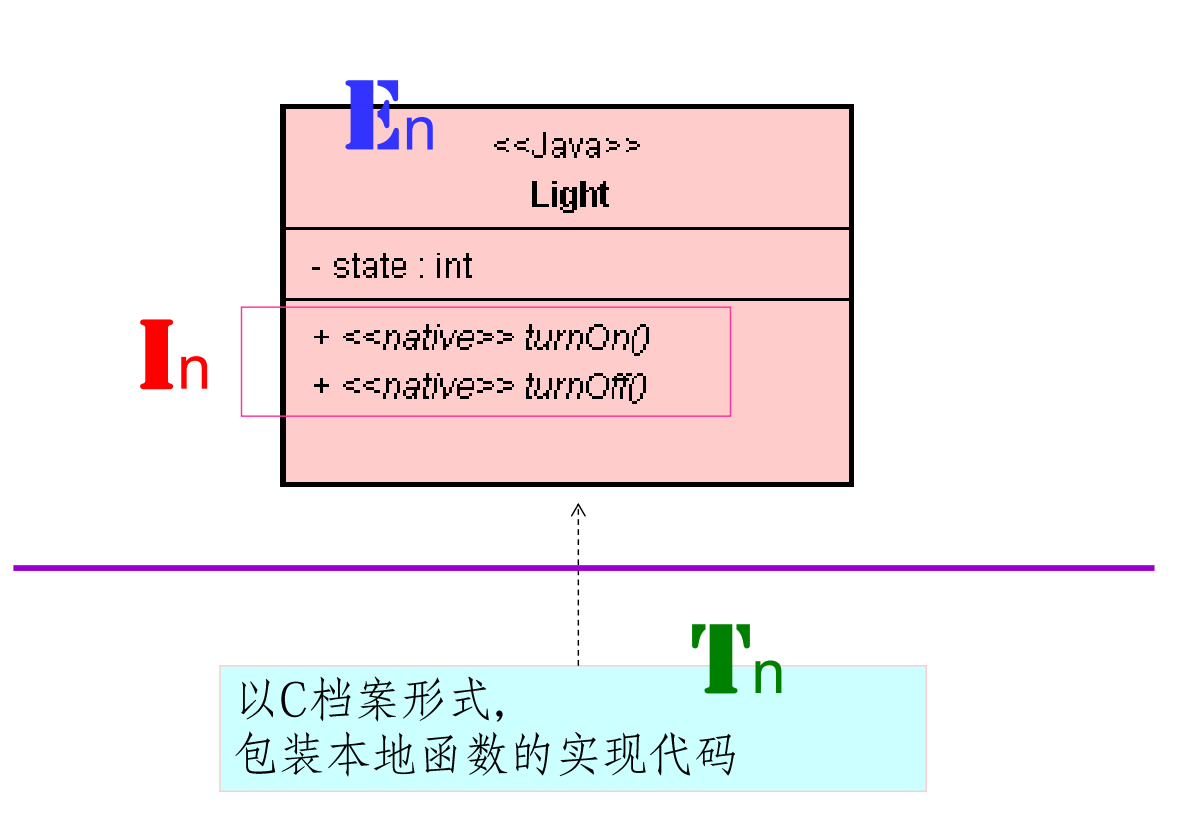 En
<<Java>>
Light
- state : int
In
+ <<native>> turnOn()
+ <<native>> turnOff()
Tn
以C档案形式,
包装本地函数的实现代码